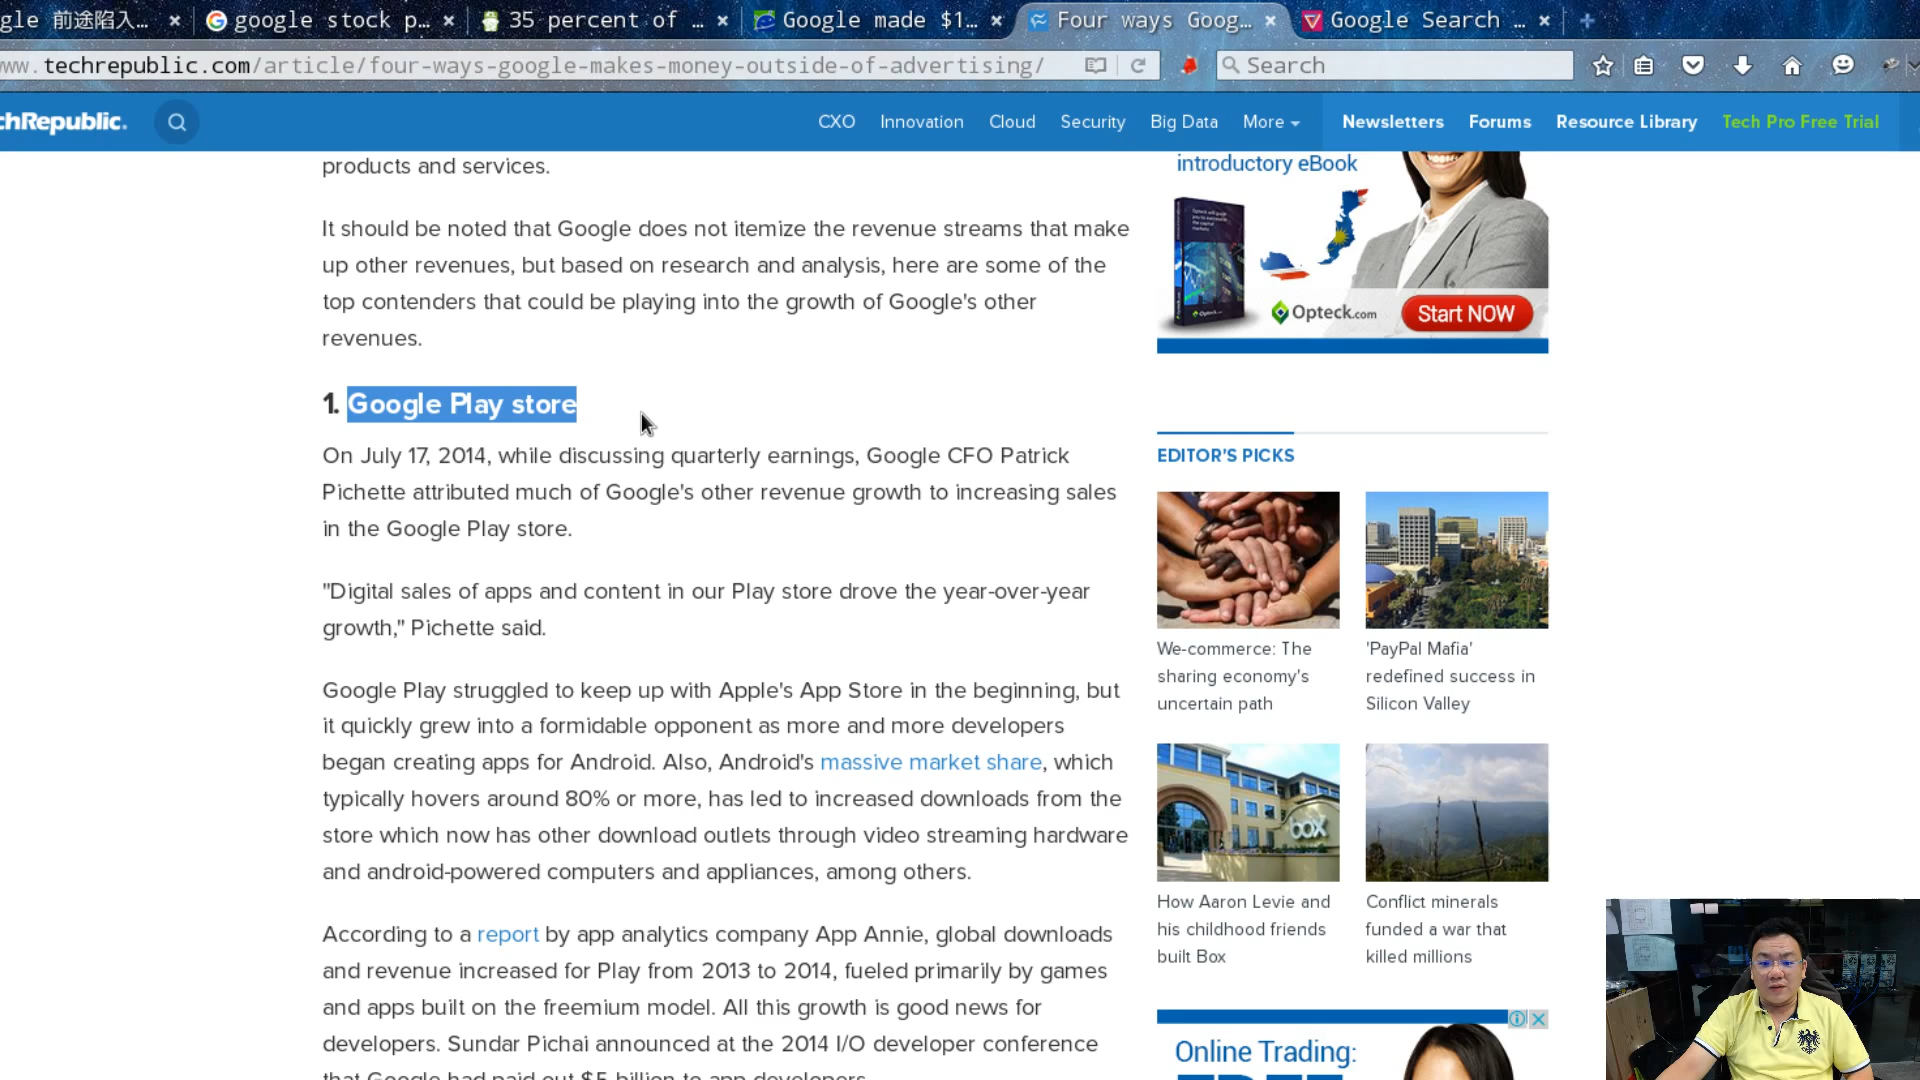 gle 前途陷入...
google stock p...
35 percent of ...
Google made $1...
Four ways Goog...
Google Search ...
ww.techrepublic.com/article/four-ways-google-makes-money-outside-of-advertising/
Search
chRepublic.
CXO
Innovation
Cloud
Security
Big Data
More
Newsletters
Forums
Resource Library
Tech Pro Free Trial
products and services.
It should be noted that Google does not itemize the revenue streams that make
up other revenues, but based on research and analysis, here are some of the
top contenders that could be playing into the growth of Google's other
revenues.
1. Google Play store
On July 17, 2014, while discussing quarterly earnings, Google CFO Patrick
Pichette attributed much of Google's other revenue growth to increasing sales
in the Google Play store.
"Digital sales of apps and content in our Play store drove the year-over-year
growth," Pichette said.
Google Play struggled to keep up with Apple's App Store in the beginning, but
it quickly grew into a formidable opponent as more and more developers
began creating apps for Android. Also, Android's massive market share, which
typically hovers around 80% or more, has led to increased downloads from the
store which now has other download outlets through video streaming hardware
and android-powered computers and appliances, among others.
According to a report by app analytics company App Annie, global downloads
and revenue increased for Play from 2013 to 2014, fueled primarily by games
and apps built on the freemium model. All this growth is good news for
developers. Sundar Pichai announced at the 2014 I/O developer conference
that Google had paid out $5 billion to app developers
introductory eBook
Opteck.com
Start NOW
EDITOR'S PICKS
We-commerce: The
sharing economy's
uncertain path
'PayPal Mafia'
redefined success in
Silicon Valley
box
How Aaron Levie and
his childhood friends
built Box
Conflict minerals
funded a war that
killed millions
Online Trading:
FREE